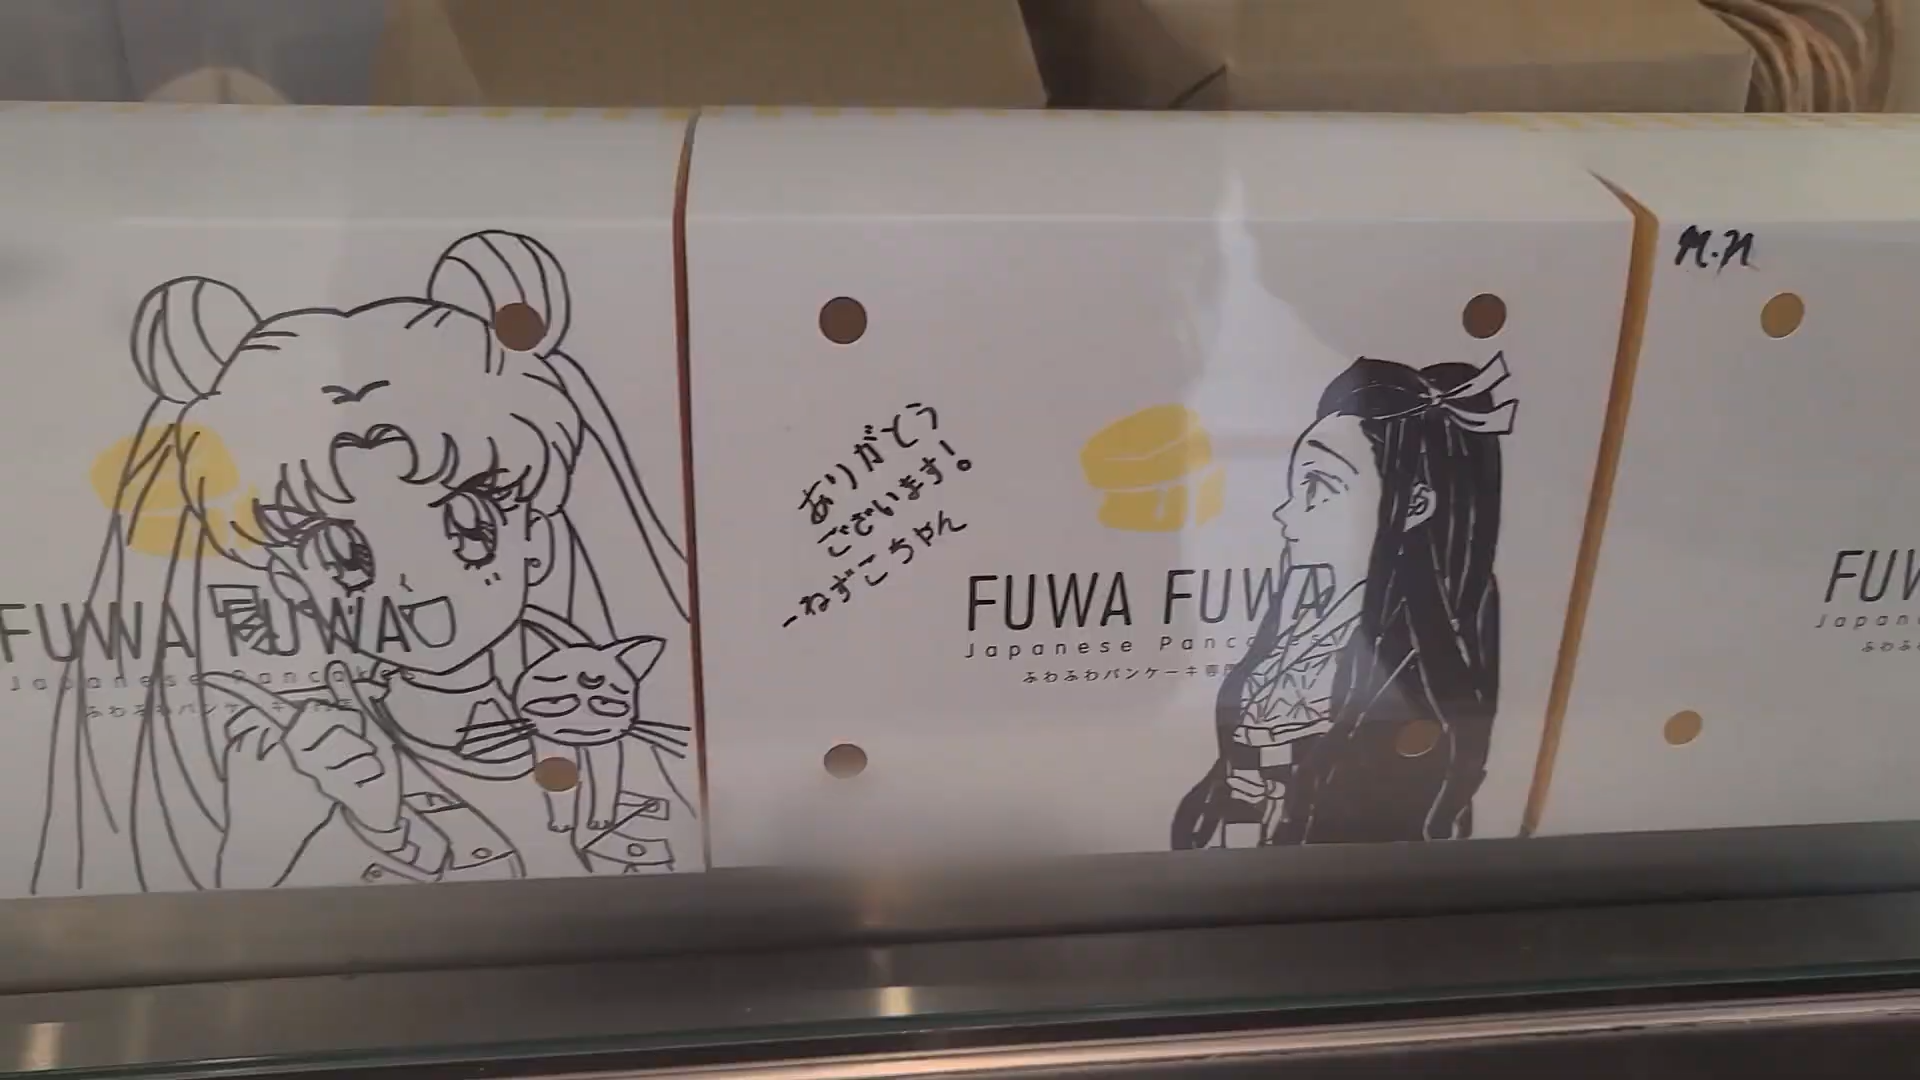 FUWA FUWA
Japanese Pancakes
ありがとう
ございます!。
-ねずこちゃん
FUWA FUWA
Japanese Pancakes
ふわふわパンケーキ専
M.N
FUW
Japan
ふわふ